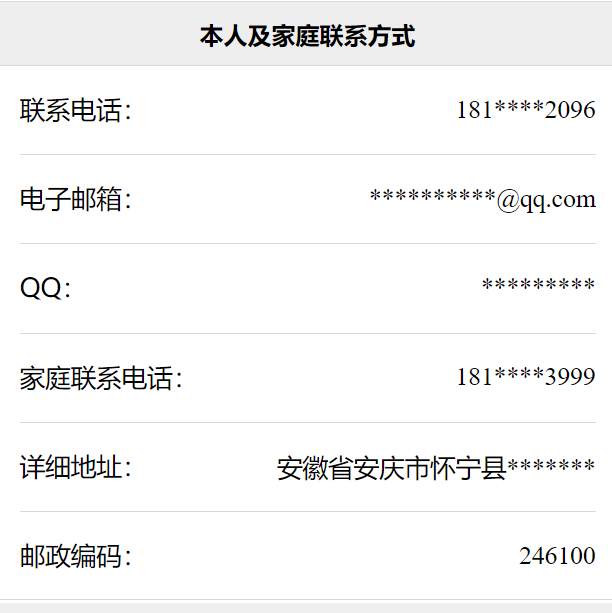 本人及家庭联系方式
联系电话: 181****2096
电子邮箱: **********@qq.com
QQ: *********
家庭联系电话: 181****3999
详细地址: 安徽省安庆市怀宁县*******
邮政编码: 246100